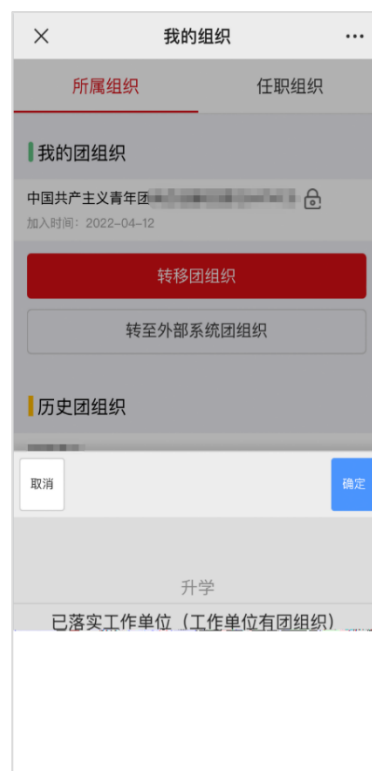 我的组织
所属组织 任职组织
我的团组织
中国共产主义青年团
加入时间：2022-04-12
转移团组织
转至外部系统团组织
历史团组织
取消 确定
升学
已落实工作单位（工作单位有团组织）